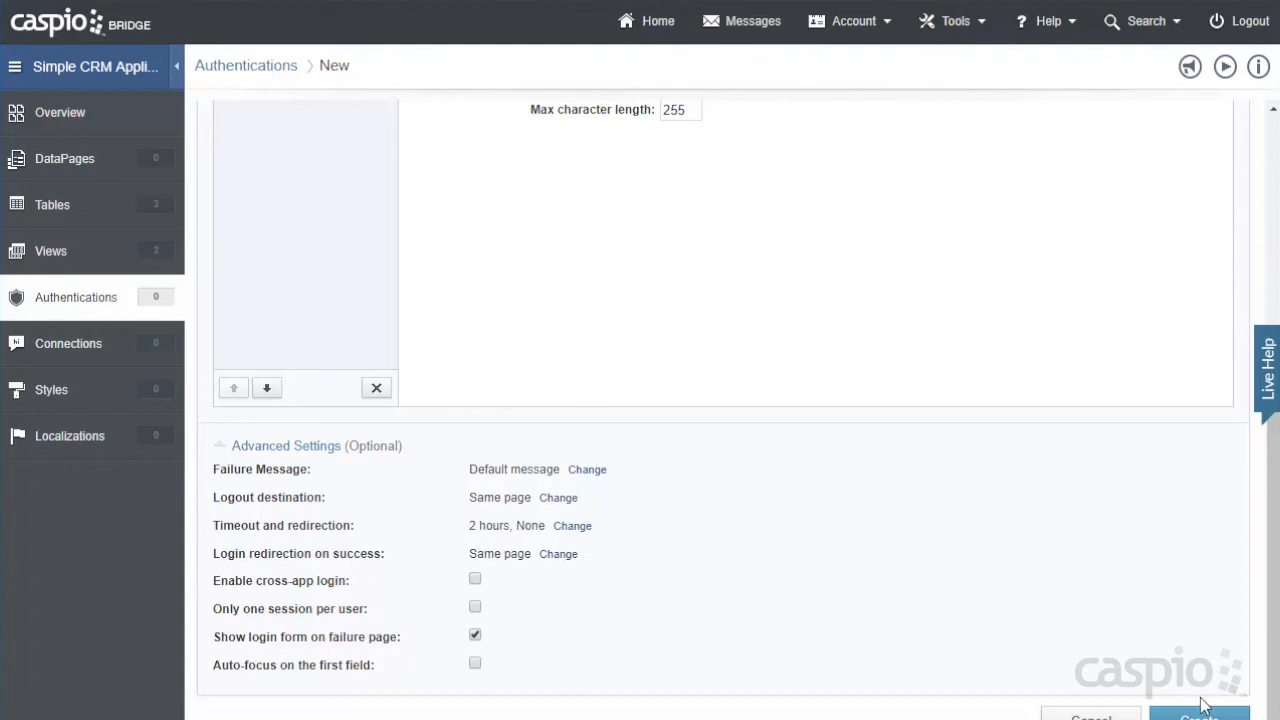 caspio BRIDGE
Home Messages Account Tools ? Help Search Logout
Simple CRM Appli...
Authentications > New
Overview
DataPages 0
Tables 3
Views 2
Authentications 0
Connections 0
Styles 0
Localizations 0
Max character length: 255
Advanced Settings (Optional)
Failure Message: Default message Change
Logout destination: Same page Change
Timeout and redirection: 2 hours, None Change
Login redirection on success: Same page Change
Enable cross-app login:
Only one session per user:
Show login form on failure page:
Auto-focus on the first field:
Live Help
caspio
Cancel Create